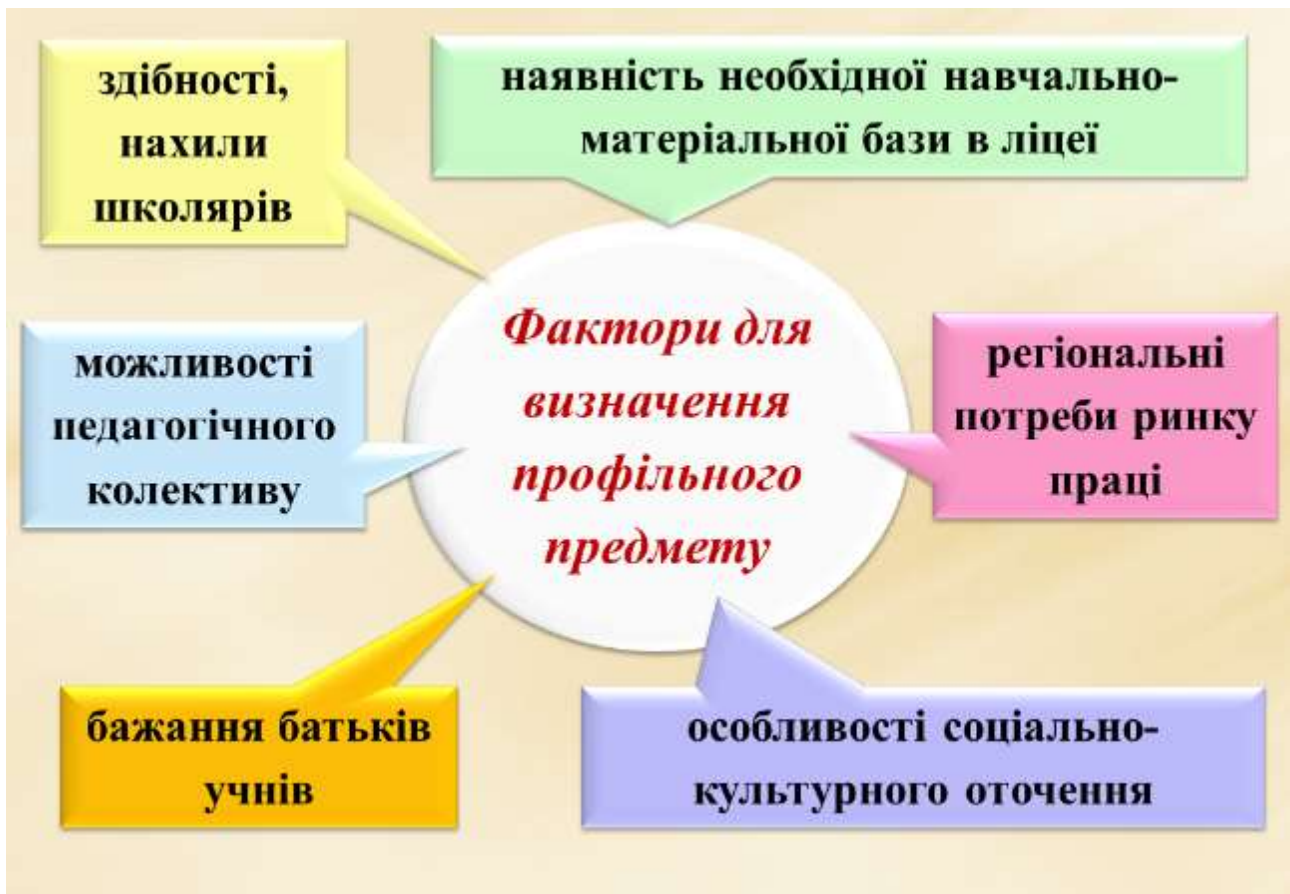 здібності,
нахили
школярів
наявність необхідної навчально-
матеріальної бази в ліцеї
Фактори для
визначення
профільного
предмету
можливості
педагогічного
колективу
регіональні
потреби ринку
праці
бажання батьків
учнів
особливості соціально-
культурного оточення